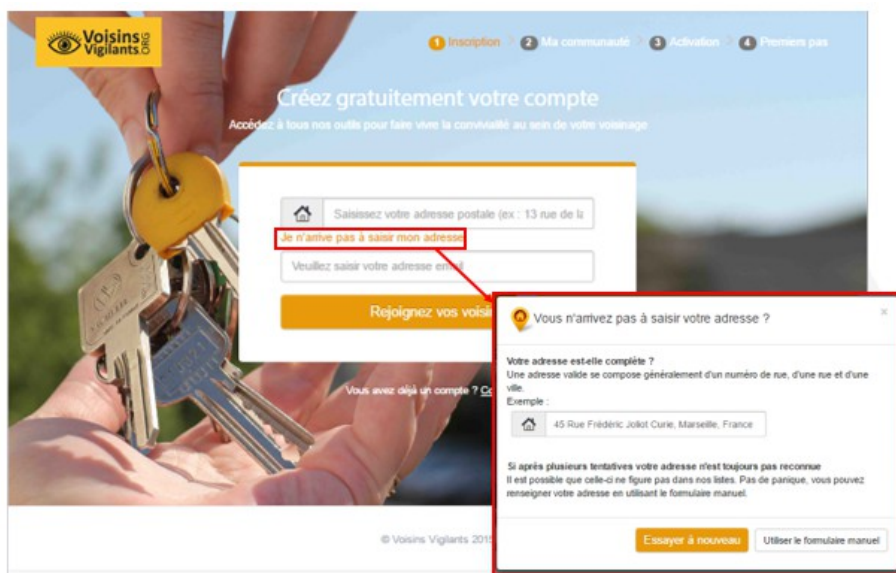 Voisins
Vigilants.ORG
1 Inscription > 2 Ma communauté > 3 Activation > 4 Premiers pas
Créez gratuitement votre compte
Accédez à tous nos outils pour faire vivre la convivialité au sein de votre voisinage
Saisissez votre adresse postale (ex : 13 rue de la
Je n'arrive pas à saisir mon adresse
Veuillez saisir votre adresse email
Rejoignez vos voisi
Vous avez déjà un compte ? Co
© Voisins Vigilants 2015
Vous n'arrivez pas à saisir votre adresse ?
×
Votre adresse est-elle complète ?
Une adresse valide se compose généralement d'un numéro de rue, d'une rue et d'une
ville.
Exemple :
45 Rue Frédéric Joliot Curie, Marseille, France
Si après plusieurs tentatives votre adresse n'est toujours pas reconnue
Il est possible que celle-ci ne figure pas dans nos listes. Pas de panique, vous pouvez
renseigner votre adresse en utilisant le formulaire manuel.
Essayer à nouveau
Utiliser le formulaire manuel